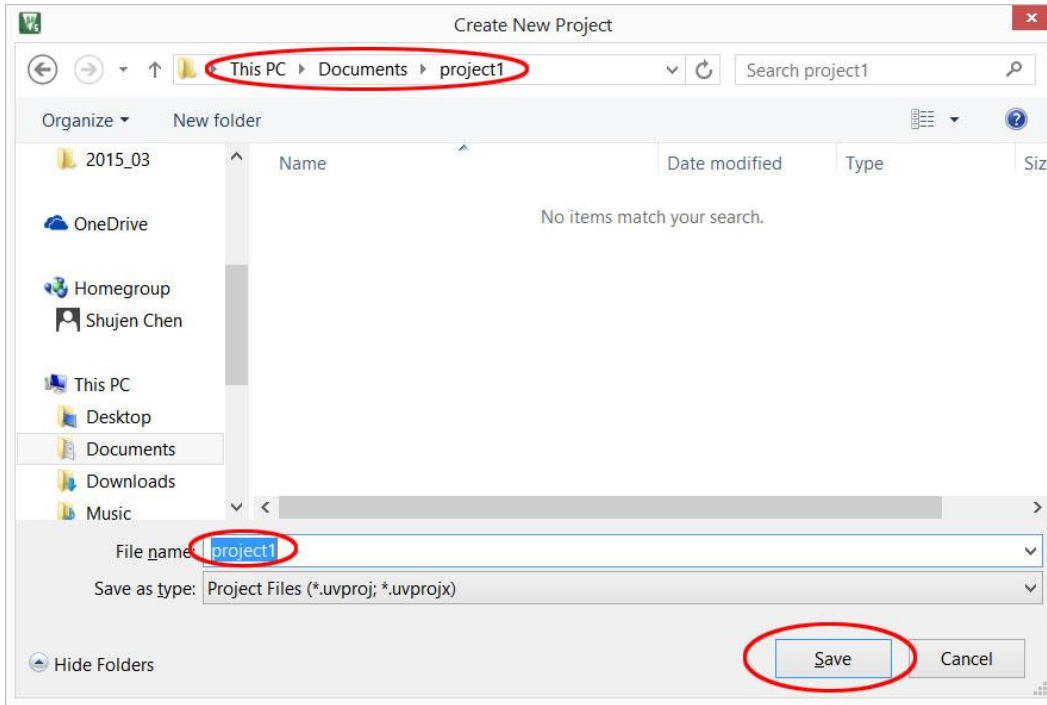 Create New Project
This PC Documents project1
Search project1
Organize New folder
2015_03
Name Date modified Type Siz
No items match your search.
OneDrive
Homegroup
Shujen Chen
This PC
Desktop
Documents
Downloads
Music
File name: project1
Save as type: Project Files (*.uvproj; *.uvprojx)
Hide Folders
Save Cancel